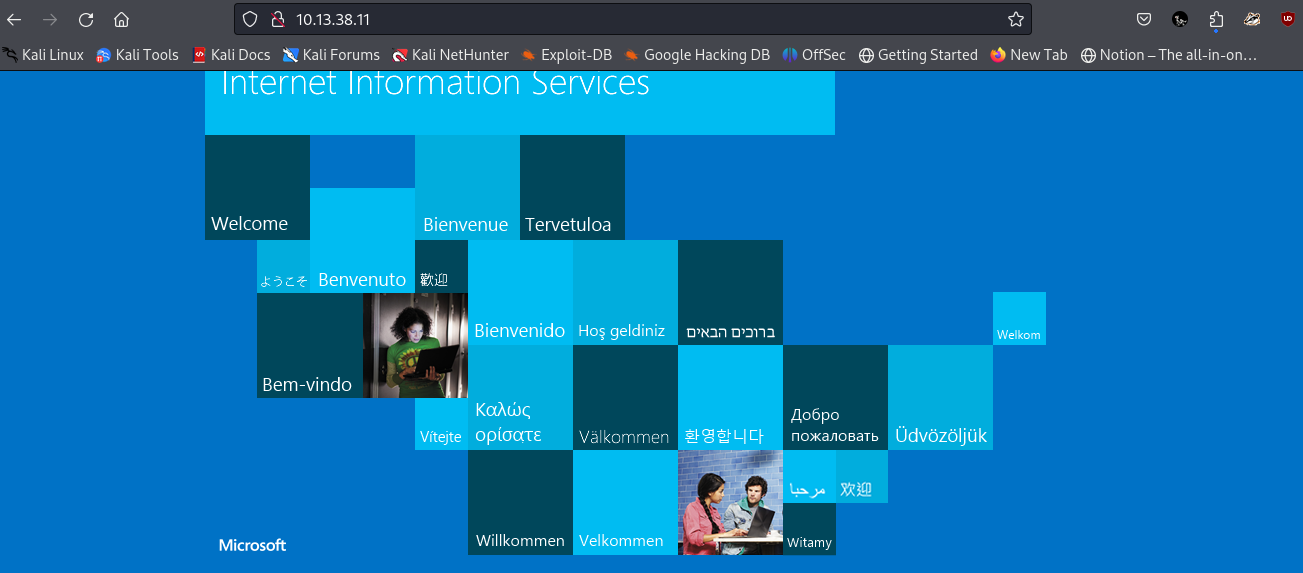 10.13.38.11
Kali Linux
Kali Tools
Kali Docs
Kali Forums
Kali NetHunter
Exploit-DB
Google Hacking DB
OffSec
Getting Started
New Tab
Notion – The all-in-on…
Internet Information Services
Welcome
Bienvenue
Tervetuloa
ようこそ
Benvenuto
歡迎
Bienvenido
Hoş geldiniz
ברוכים הבאים
Welkom
Bem-vindo
Καλώς
ορίσατε
Vítejte
Välkommen
환영합니다
Добро
пожаловать
Üdvözöljük
مرحبا
欢迎
Willkommen
Velkommen
Witamy
Microsoft